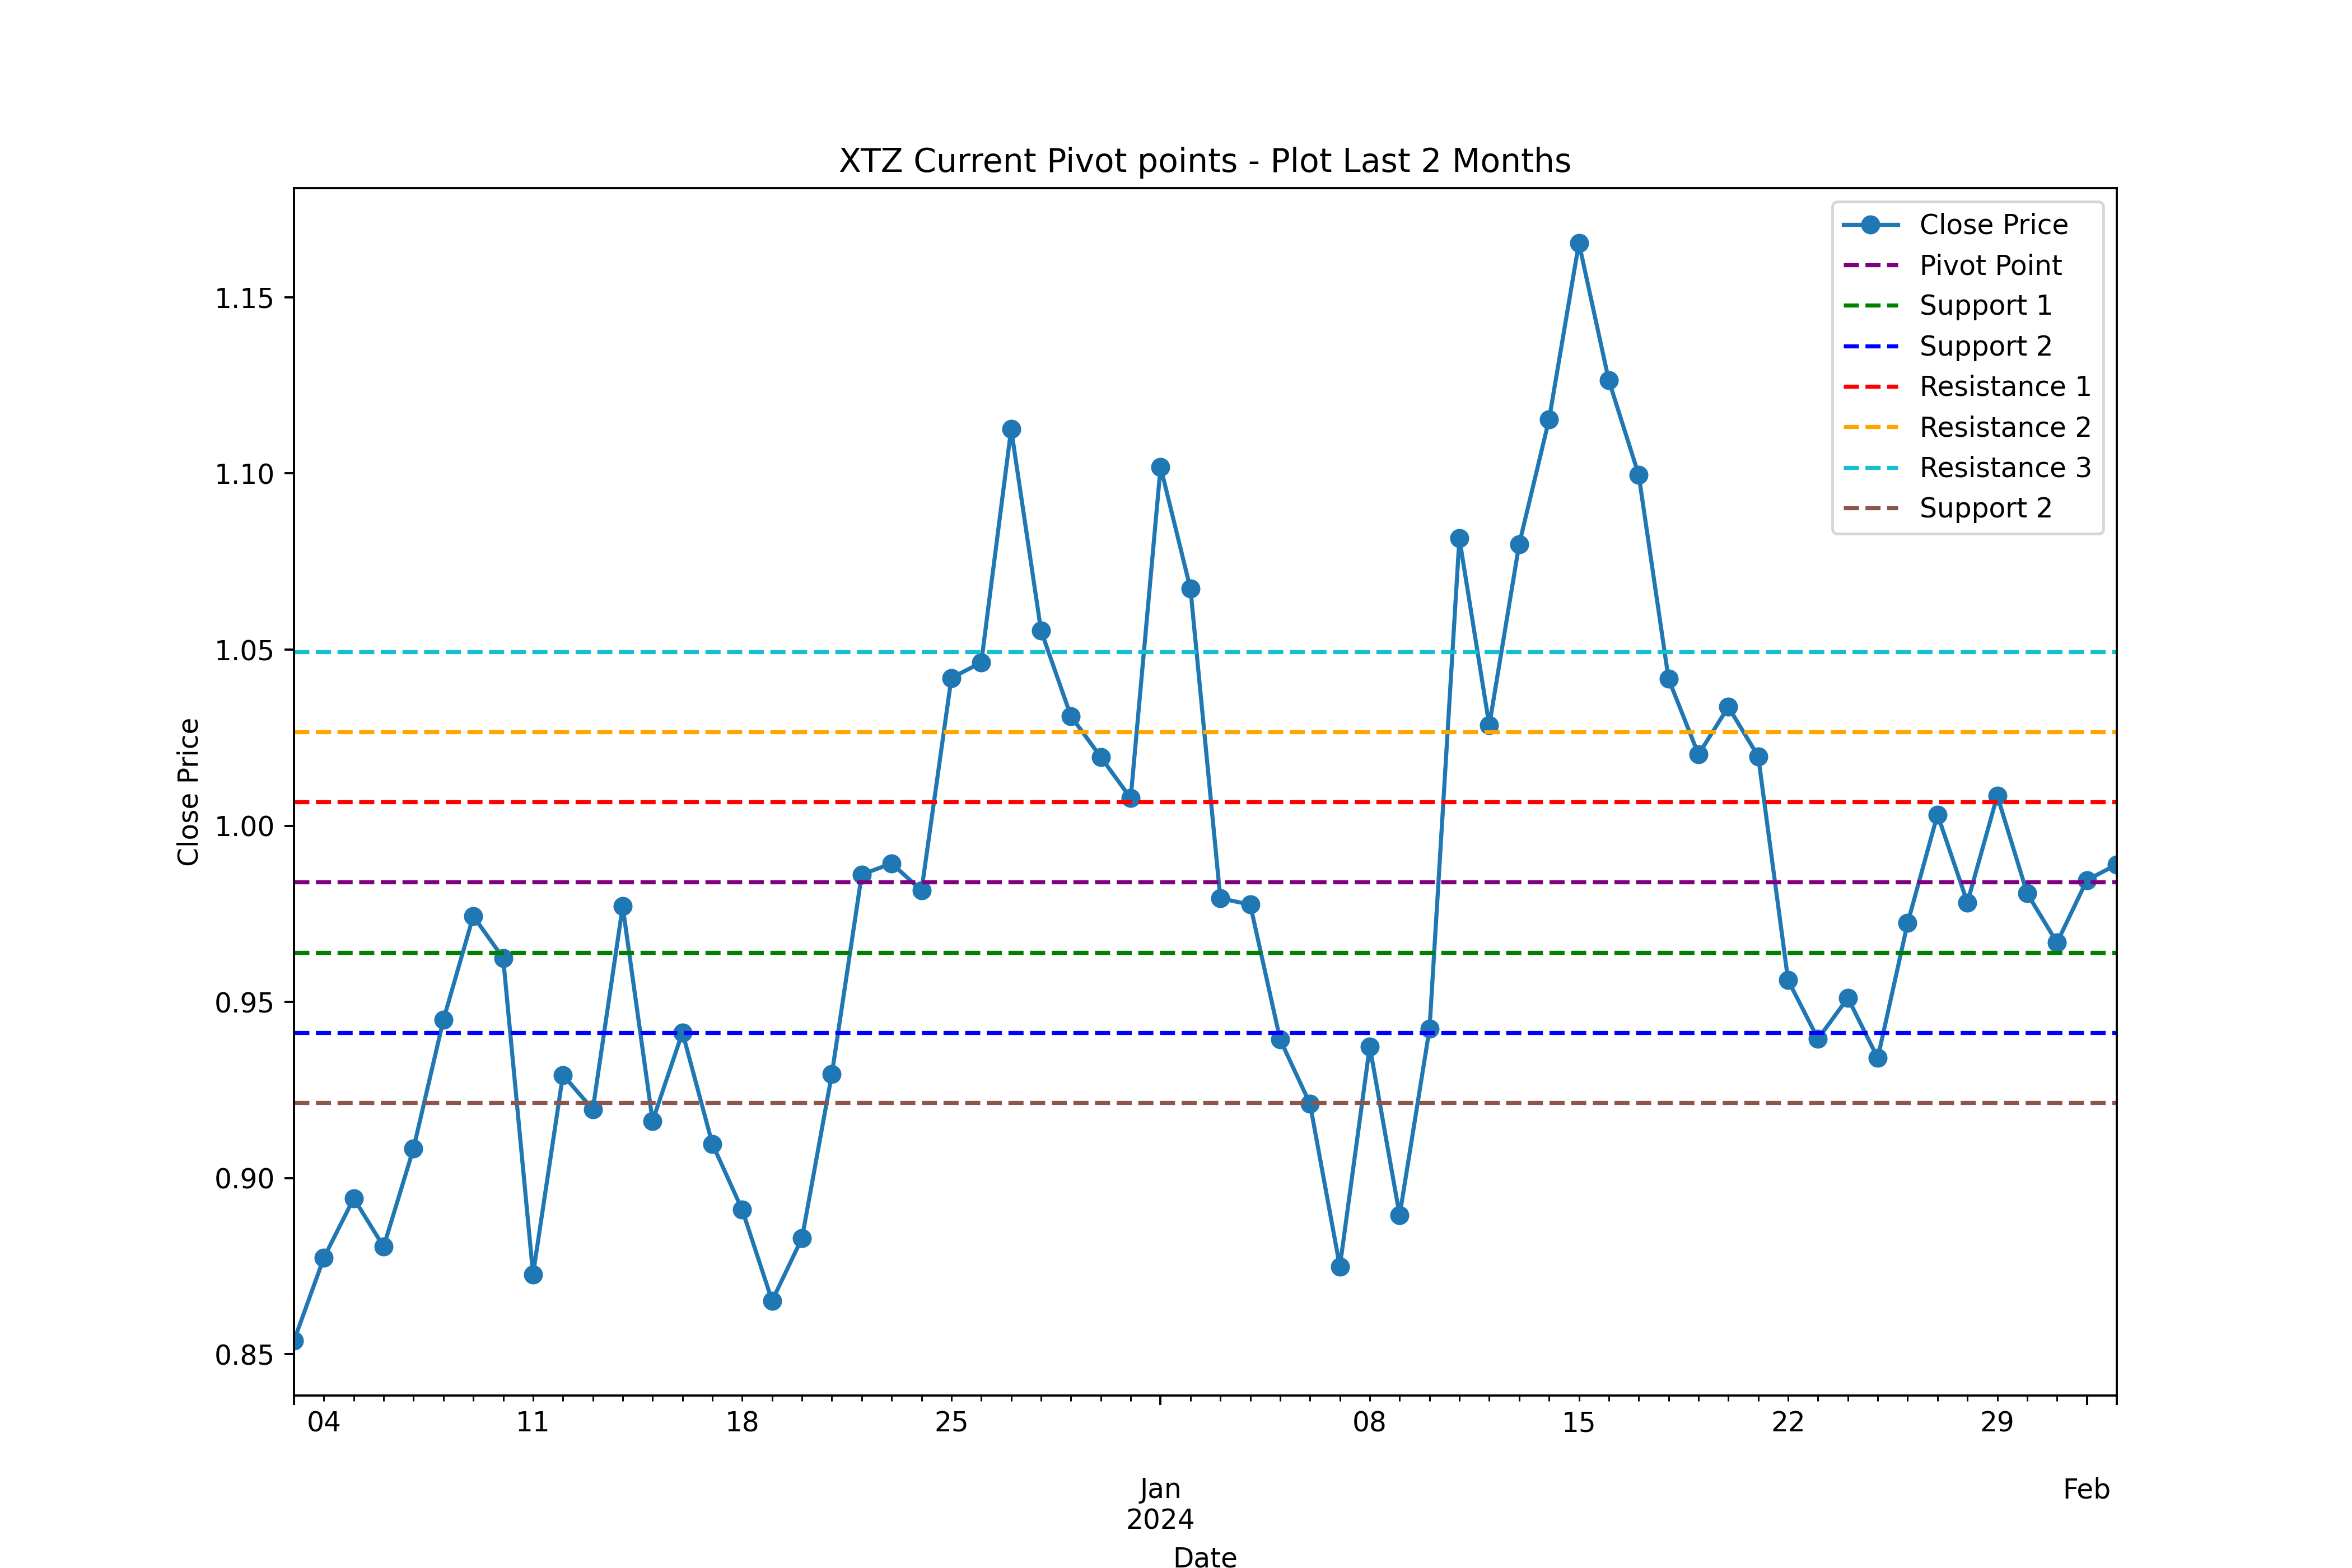 XTZ Current Pivot points - Plot Last 2 Months
Close Price
Pivot Point
Support 1
Support 2
Resistance 1
Resistance 2
Resistance 3
Support 2
1.15
1.10
1.05
1.00
0.95
0.90
0.85
Close Price
04 11 18 25 08 15 22 29
Jan Feb
2024
Date